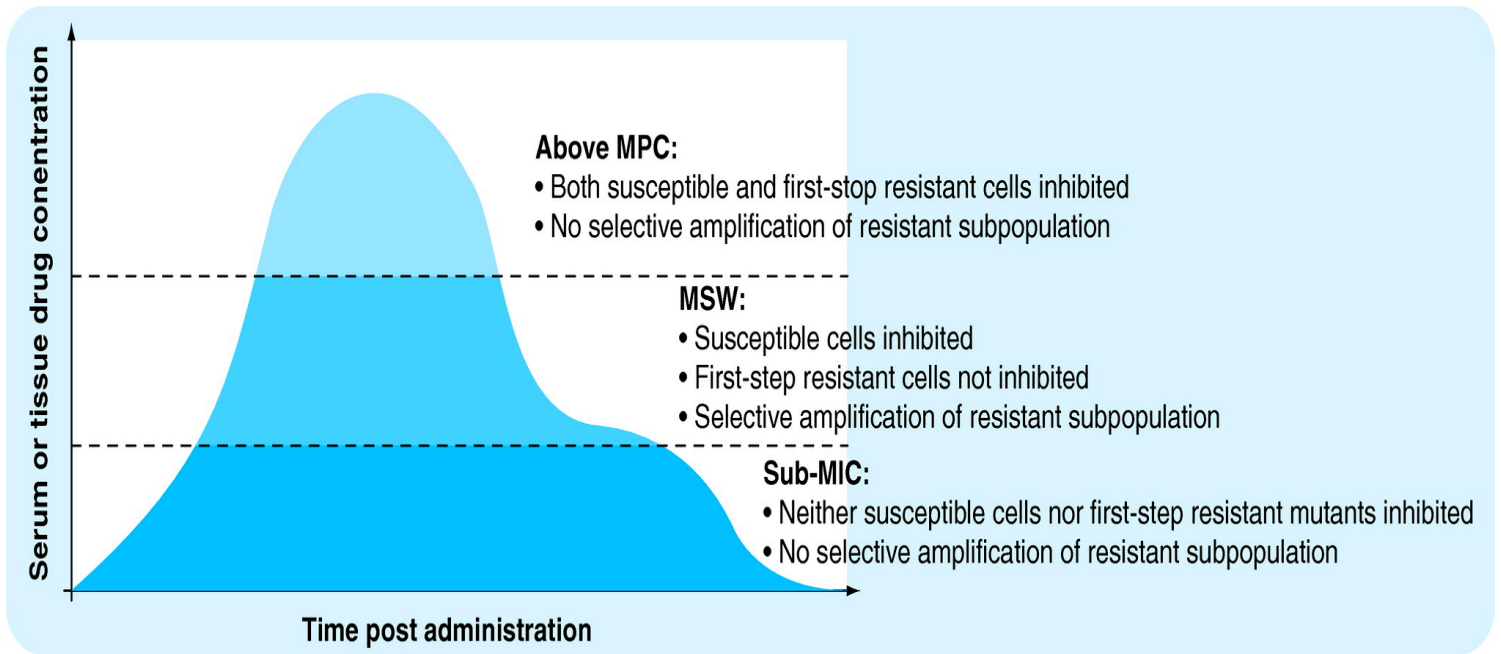 Serum or tissue drug conentration
Above MPC:
• Both susceptible and first-stop resistant cells inhibited
• No selective amplification of resistant subpopulation
MSW:
• Susceptible cells inhibited
• First-step resistant cells not inhibited
• Selective amplification of resistant subpopulation
Sub-MIC:
• Neither susceptible cells nor first-step resistant mutants inhibited
• No selective amplification of resistant subpopulation
Time post administration